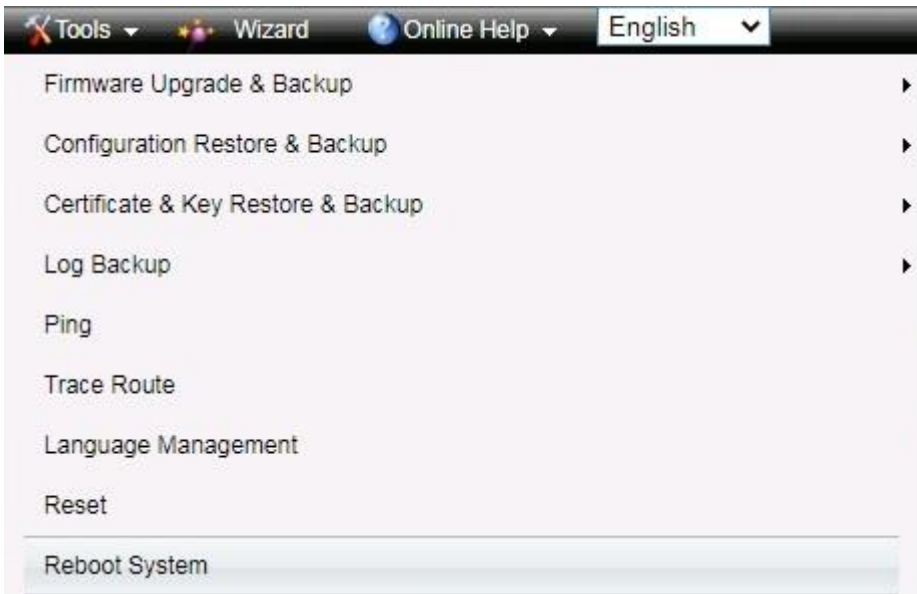 Tools Wizard Online Help English
Firmware Upgrade & Backup
Configuration Restore & Backup
Certificate & Key Restore & Backup
Log Backup
Ping
Trace Route
Language Management
Reset
Reboot System